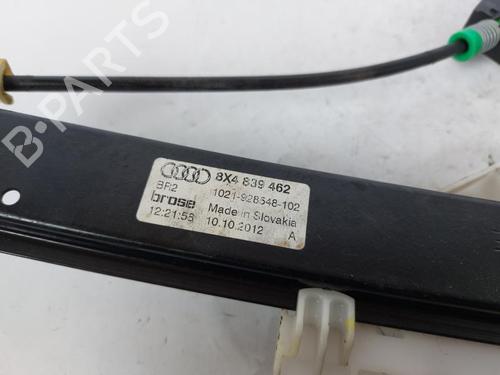 8X4 839 462
BR2
1021-928548-102
brose
Made in Slovakia
12:21:58
10.10.2012
A
B-PARTS